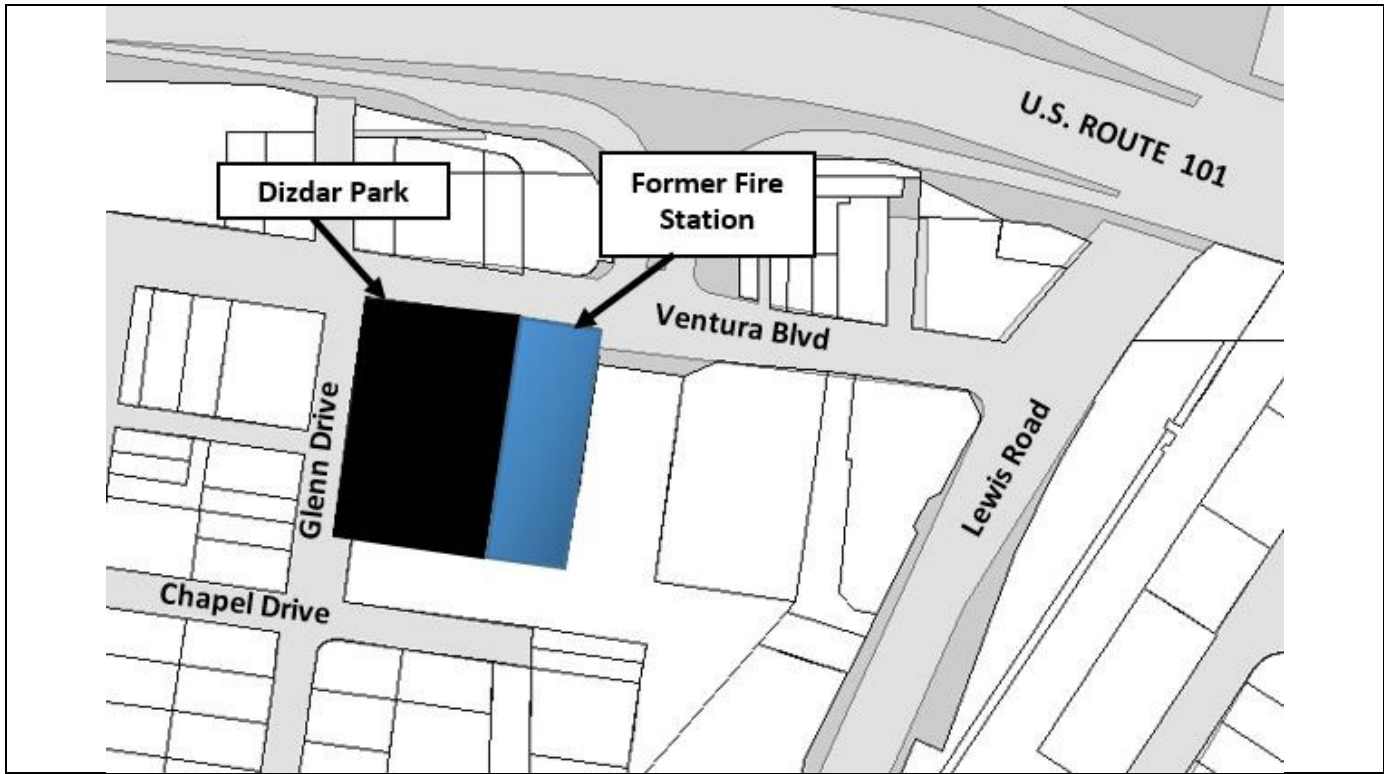 U.S. ROUTE 101
Dizdar Park
Former Fire
Station
Ventura Blvd
Glenn Drive
Lewis Road
Chapel Drive